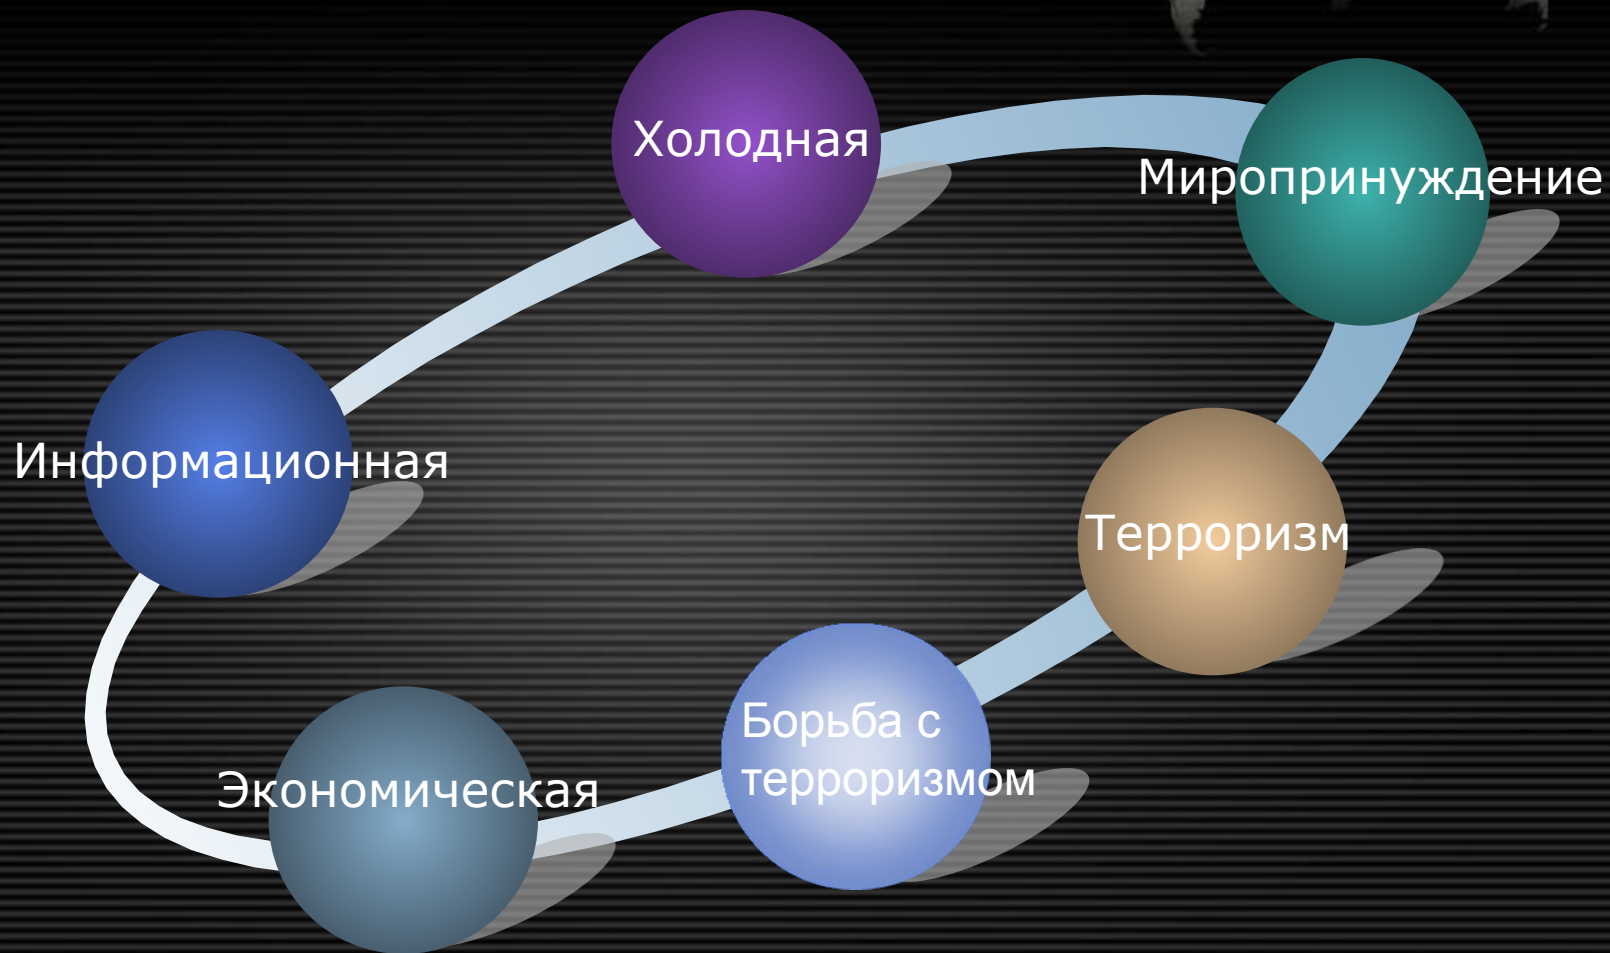 Холодная
Миропринуждение
Информационная
Терроризм
Борьба с
терроризмом
Экономическая